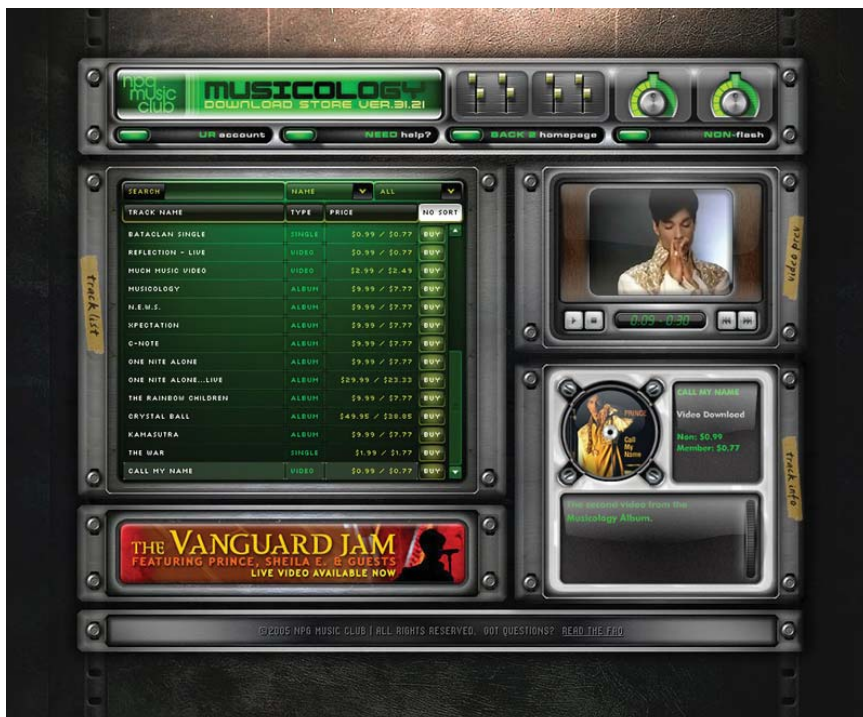 npg
music
club
MUSICOLOGY
DOWNLOAD STORE VER.31.21
UR account
NEED help?
BACK 2 homepage
NON-flash
SEARCH NAME ALL
TRACK NAME TYPE PRICE NO SORT
BATACLAN SINGLE SINGLE $0.99 / $0.77 BUY
REFLECTION - LIVE VIDEO $0.99 / $0.77 BUY
MUCH MUSIC VIDEO VIDEO $2.99 / $2.49 BUY
MUSICOLOGY ALBUM $9.99 / $7.77 BUY
N.E.W.S. ALBUM $9.99 / $7.77 BUY
XPECTATION ALBUM $9.99 / $7.77 BUY
C-NOTE ALBUM $9.99 / $7.77 BUY
ONE NITE ALONE ALBUM $9.99 / $7.77 BUY
ONE NITE ALONE...LIVE ALBUM $29.99 / $23.33 BUY
THE RAINBOW CHILDREN ALBUM $9.99 / $7.77 BUY
CRYSTAL BALL ALBUM $49.95 / $38.85 BUY
KAMASUTRA ALBUM $9.99 / $7.77 BUY
THE WAR SINGLE $1.99 / $1.77 BUY
CALL MY NAME VIDEO $0.99 / $0.77 BUY
track list
video pizza
0:09 - 0:30
PRINCE
Call
My
Name
CALL MY NAME
Video Download
Non: $0.99
Member: $0.77
track info
The second video from the
Musicology Album.
THE VANGUARD JAM
FEATURING PRINCE, SHEILA E. & GUESTS
LIVE VIDEO AVAILABLE NOW
©2005 NPG MUSIC CLUB | ALL RIGHTS RESERVED. GOT QUESTIONS? READ THE FAQ